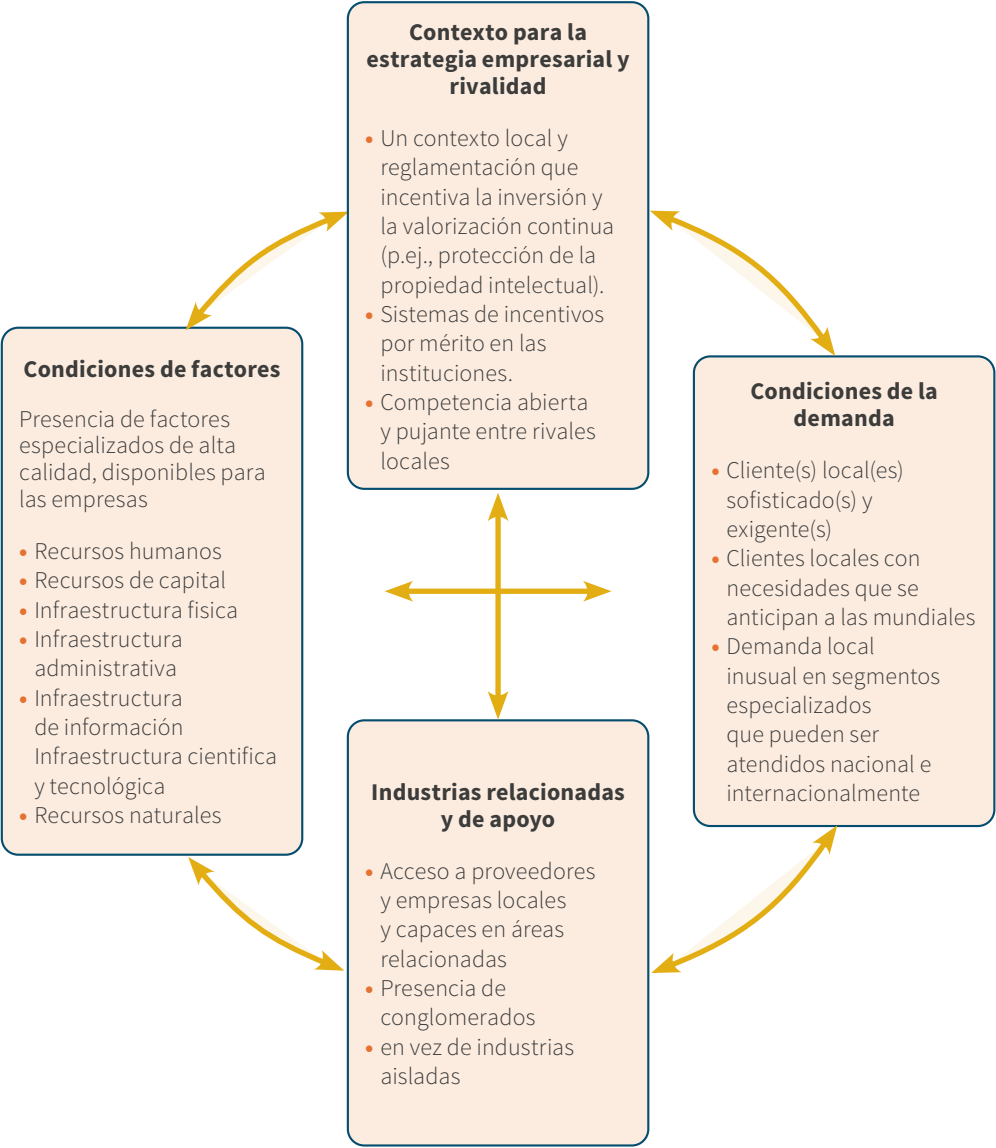 Contexto para la
estrategia empresarial y
rivalidad
• Un contexto local y
reglamentación que
incentiva la inversión y
la valorización continua
(p.ej., protección de la
propiedad intelectual).
• Sistemas de incentivos
por mérito en las
instituciones.
• Competencia abierta
y pujante entre rivales
locales
Condiciones de factores
Presencia de factores
especializados de alta
calidad, disponibles para
las empresas
• Recursos humanos
• Recursos de capital
• Infraestructura fisica
• Infraestructura
administrativa
• Infraestructura
de información
Infraestructura cientifica
y tecnológica
• Recursos naturales
Condiciones de la
demanda
• Cliente(s) local(es)
sofisticado(s) y
exigente(s)
• Clientes locales con
necesidades que se
anticipan a las mundiales
• Demanda local
inusual en segmentos
especializados
que pueden ser
atendidos nacional e
internacionalmente
Industrias relacionadas
y de apoyo
• Acceso a proveedores
y empresas locales
y capaces en áreas
relacionadas
• Presencia de
conglomerados
• en vez de industrias
aisladas